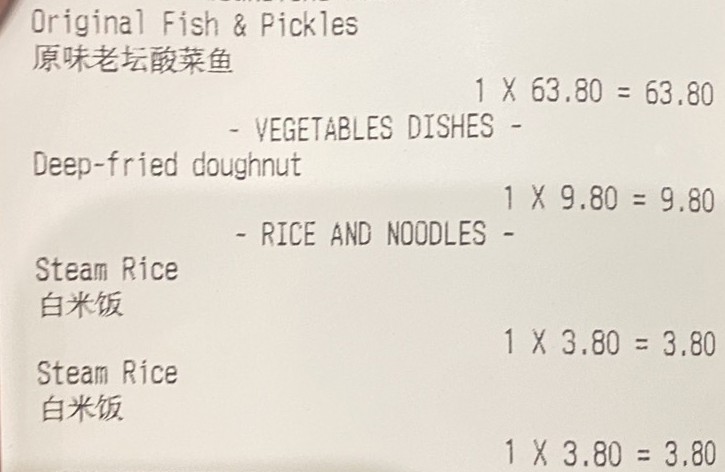 Original Fish & Pickles
原味老坛酸菜鱼
1 X 63.80 = 63.80
- VEGETABLES DISHES -
Deep-fried doughnut
1 X 9.80 = 9.80
- RICE AND NOODLES -
Steam Rice
白米饭
1 X 3.80 = 3.80
Steam Rice
白米饭
1 X 3.80 = 3.80